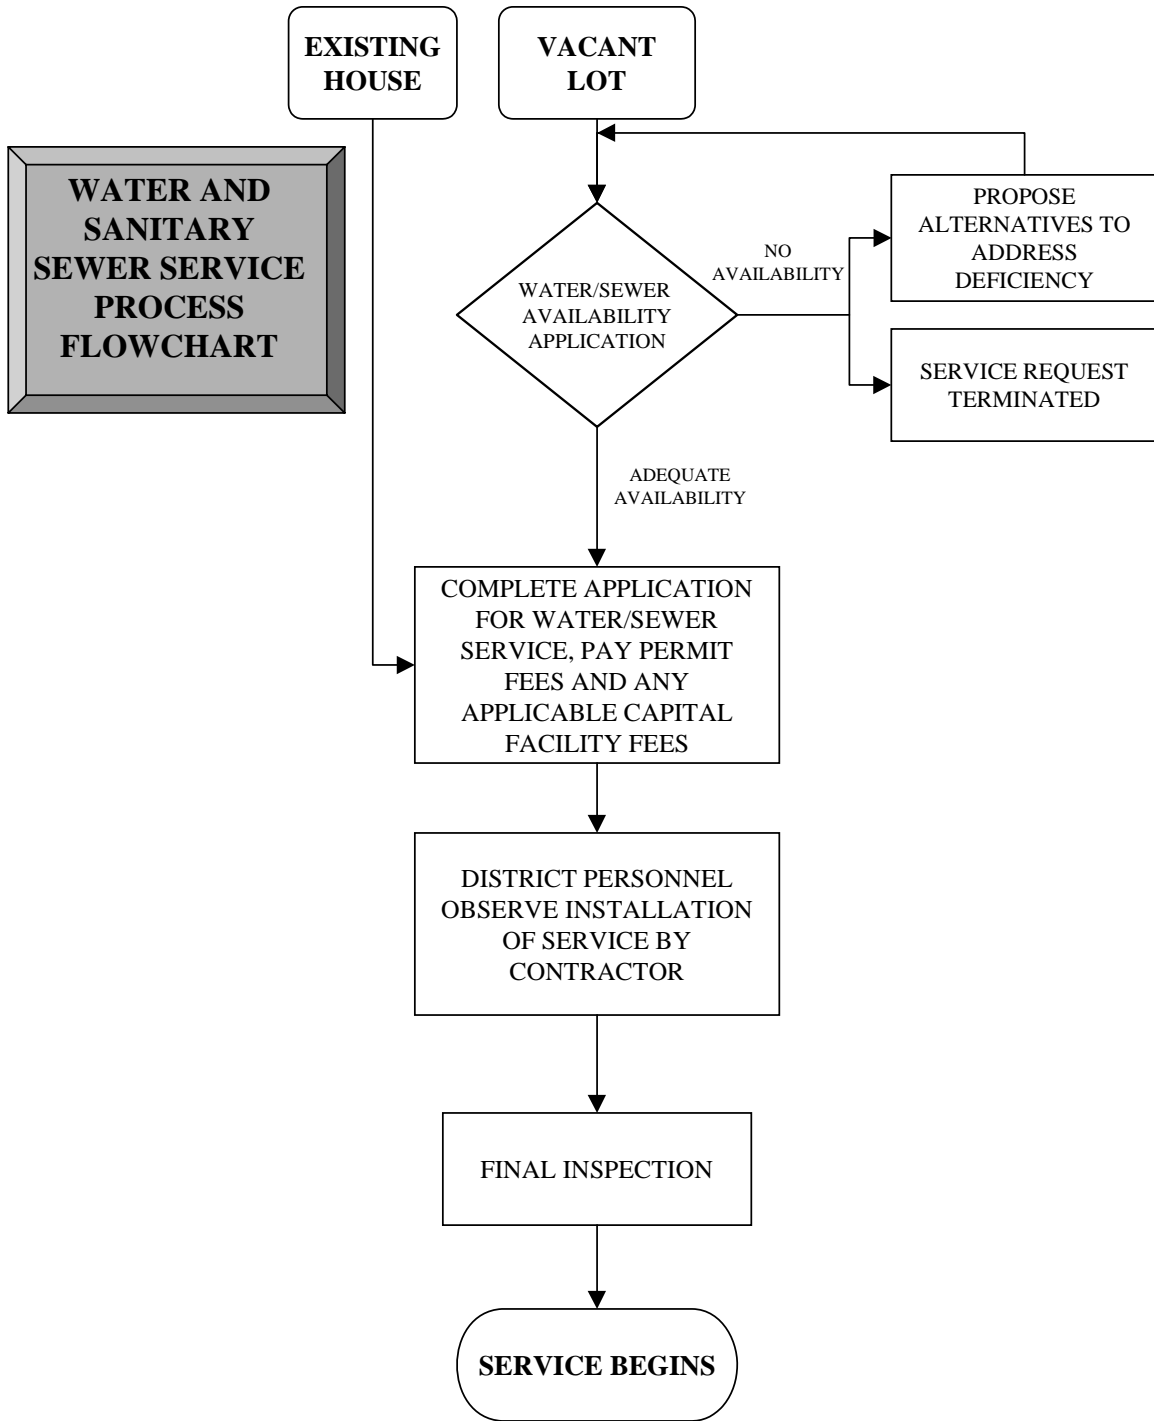 EXISTING
HOUSE
VACANT
LOT
WATER AND
SANITARY
SEWER SERVICE
PROCESS
FLOWCHART
PROPOSE
ALTERNATIVES TO
ADDRESS
DEFICIENCY
NO
AVAILABILITY
WATER/SEWER
AVAILABILITY
APPLICATION
SERVICE REQUEST
TERMINATED
ADEQUATE
AVAILABILITY
COMPLETE APPLICATION
FOR WATER/SEWER
SERVICE, PAY PERMIT
FEES AND ANY
APPLICABLE CAPITAL
FACILITY FEES
DISTRICT PERSONNEL
OBSERVE INSTALLATION
OF SERVICE BY
CONTRACTOR
FINAL INSPECTION
SERVICE BEGINS